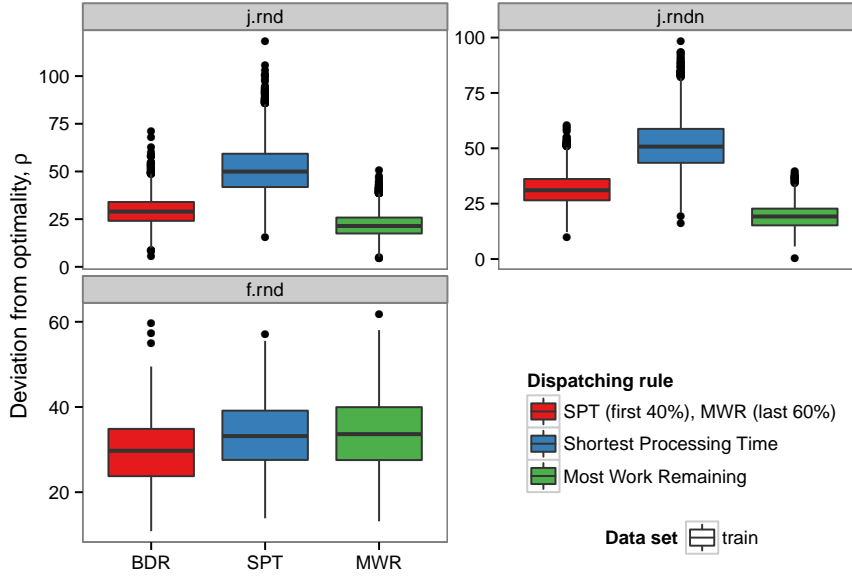 j.rnd
j.rndn
100
75
50
25
0
100
75
50
25
0
Deviation from optimality, ρ
f.rnd
60
40
20
BDR SPT MWR
Dispatching rule
SPT (first 40%), MWR (last 60%)
Shortest Processing Time
Most Work Remaining
Data set train